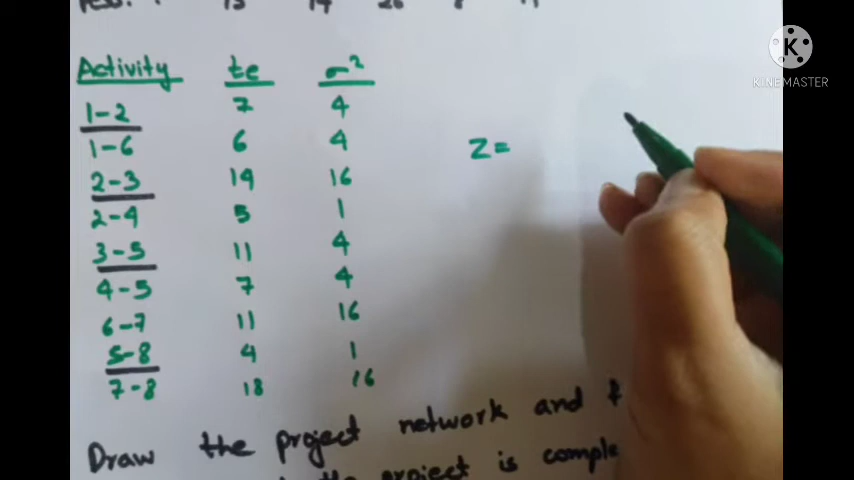 K
KINEMASTER
Activity te σ²
1-2 7 4
1-6 6 4
2-3 14 16
2-4 5 1
3-5 11 4
4-5 7 4
6-7 11 16
5-8 4 1
7-8 18 16
Z=
Draw the project network and
the project is comple